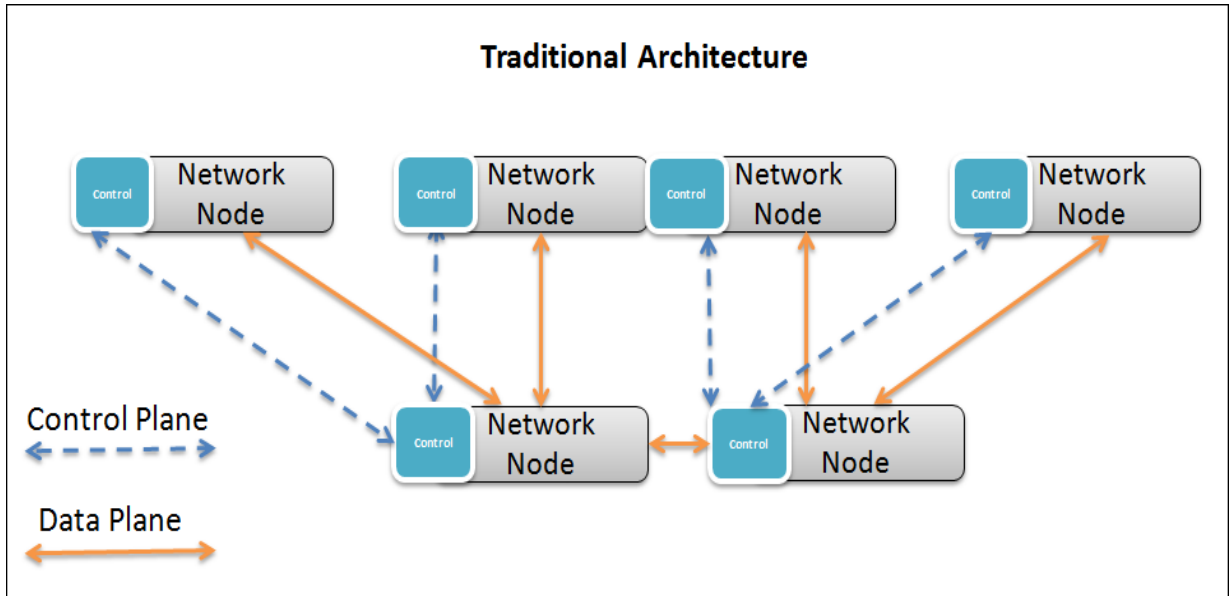 Traditional Architecture
Control
Network
Node
Control
Network
Node
Control
Network
Node
Control
Network
Node
Control Plane
Control
Network
Node
Control
Network
Node
Data Plane